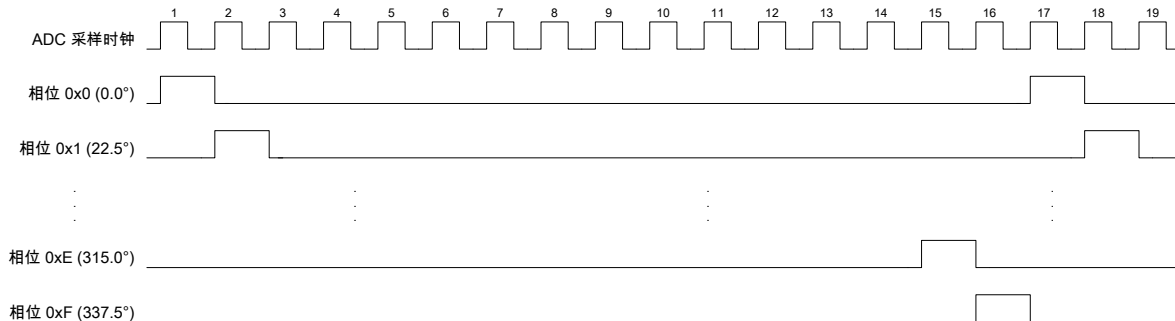 1 2 3 4 5 6 7 8 9 10 11 12 13 14 15 16 17 18 19
ADC 采样时钟
相位 0x0 (0.0°)
相位 0x1 (22.5°)
相位 0xE (315.0°)
相位 0xF (337.5°)